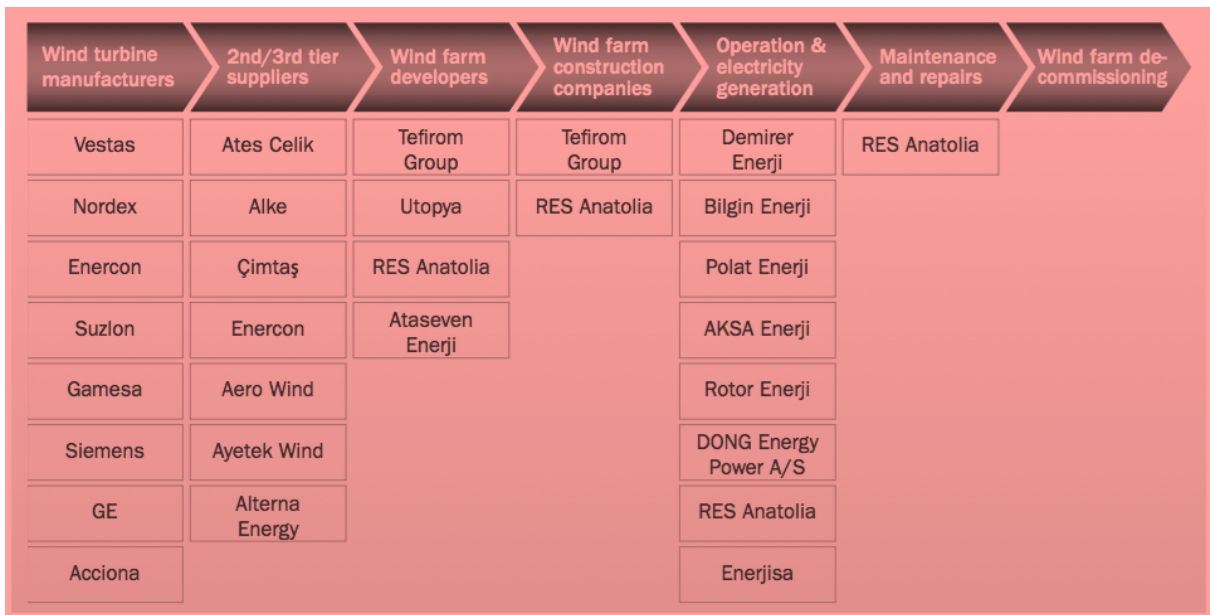 Wind turbine
manufacturers
2nd/3rd tier
suppliers
Wind farm
developers
Wind farm
construction
companies
Operation &
electricity
generation
Maintenance
and repairs
Wind farm de-
commissioning
Vestas
Ates Celik
Tefirom
Group
Tefirom
Group
Demirer
Enerji
RES Anatolia
Nordex
Alke
Utopya
RES Anatolia
Bilgin Enerji
Enercon
Çimtaş
RES Anatolia
Polat Enerji
Suzlon
Enercon
Ataseven
Enerji
AKSA Enerji
Gamesa
Aero Wind
Rotor Enerji
Siemens
Ayetek Wind
DONG Energy
Power A/S
GE
Alterna
Energy
RES Anatolia
Acciona
Enerjisa